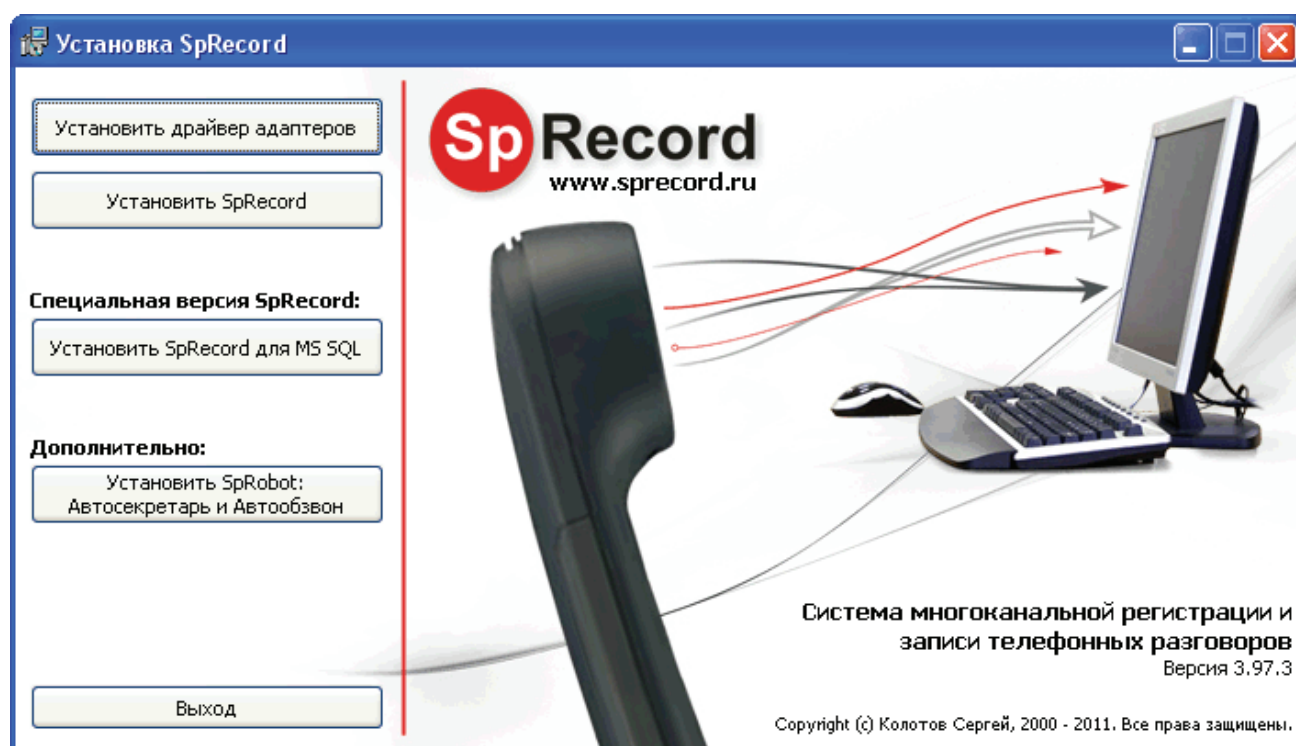 Установка SpRecord
Установить драйвер адаптеров
Установить SpRecord
Специальная версия SpRecord:
Установить SpRecord для MS SQL
Дополнительно:
Установить SpRobot:
Автосекретарь и Автообзвон
Выход
Sp Record
www.sprecord.ru
Система многоканальной регистрации и
записи телефонных разговоров
Версия 3.97.3
Copyright (c) Колотов Сергей, 2000 - 2011. Все права защищены.